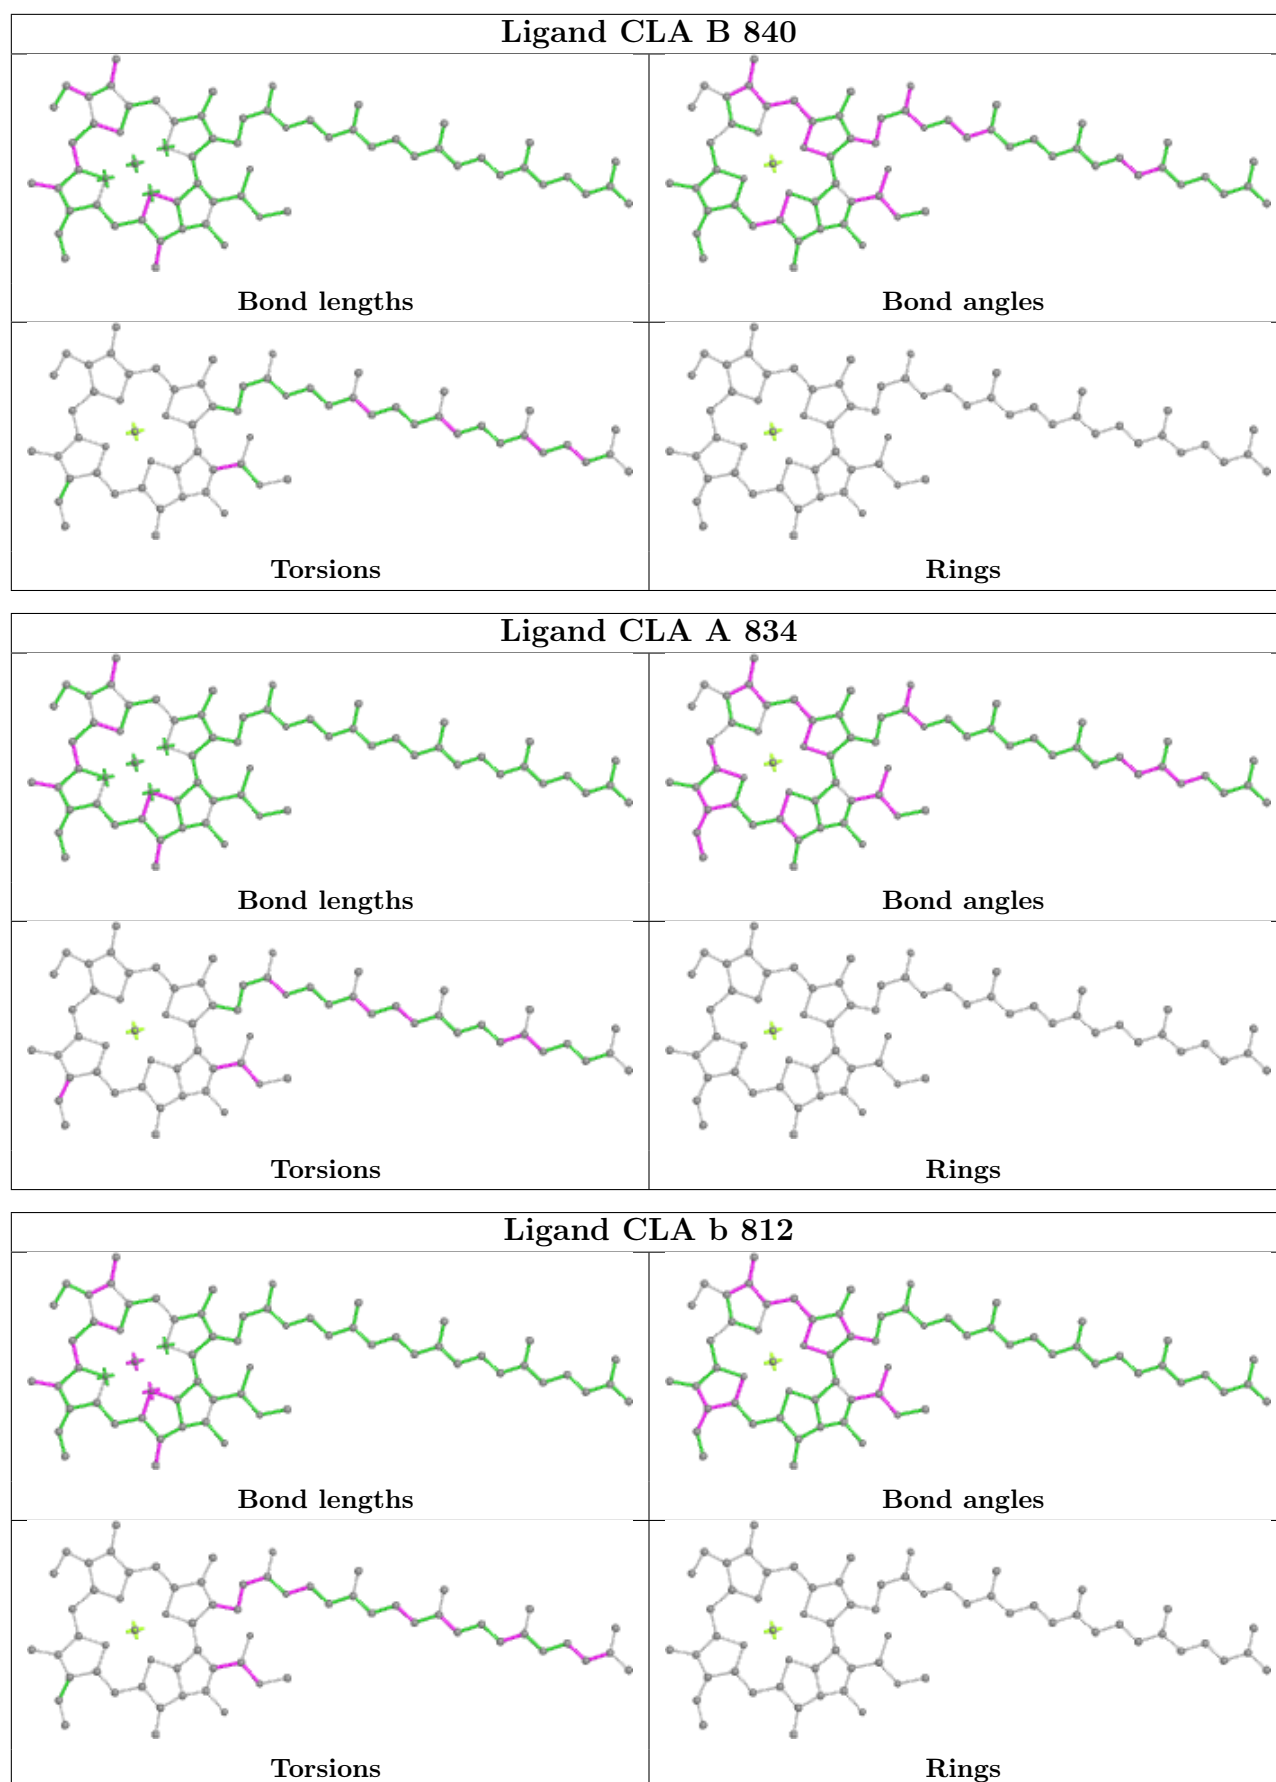 Ligand CLA B 840
Bond lengths
Bond angles
Torsions
Rings
Ligand CLA A 834
Bond lengths
Bond angles
Torsions
Rings
Ligand CLA b 812
Bond lengths
Bond angles
Torsions
Rings